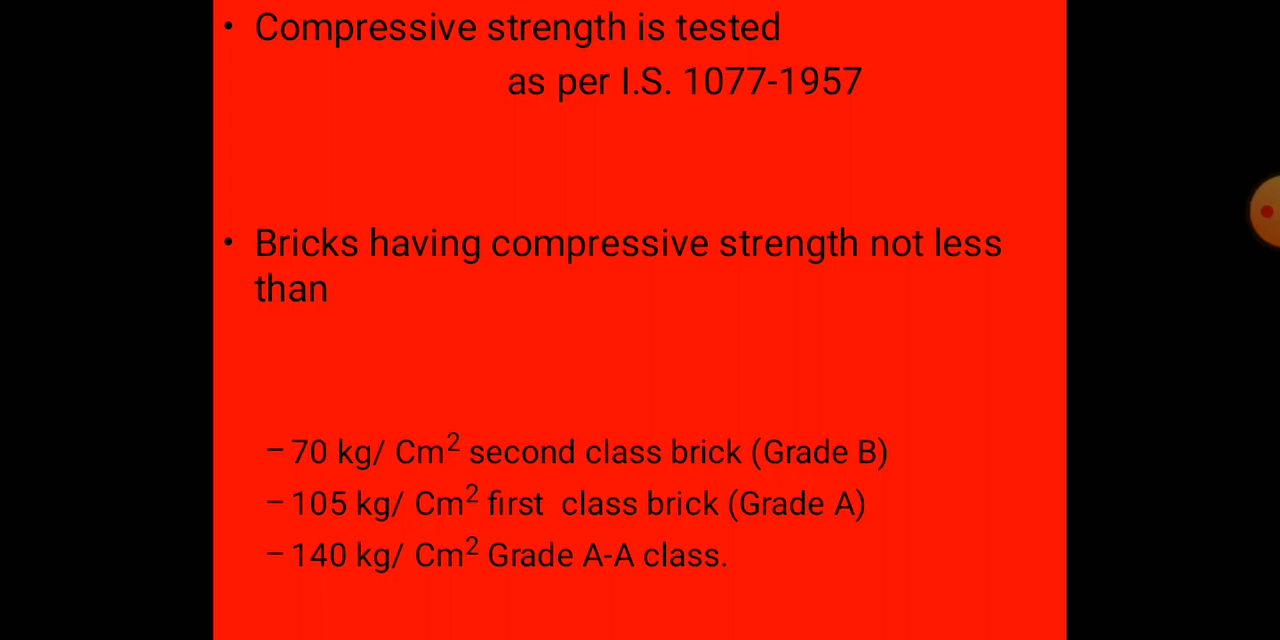 • Compressive strength is tested
as per I.S. 1077-1957
• Bricks having compressive strength not less
than
– 70 kg/ Cm² second class brick (Grade B)
– 105 kg/ Cm² first  class brick (Grade A)
– 140 kg/ Cm² Grade A-A class.